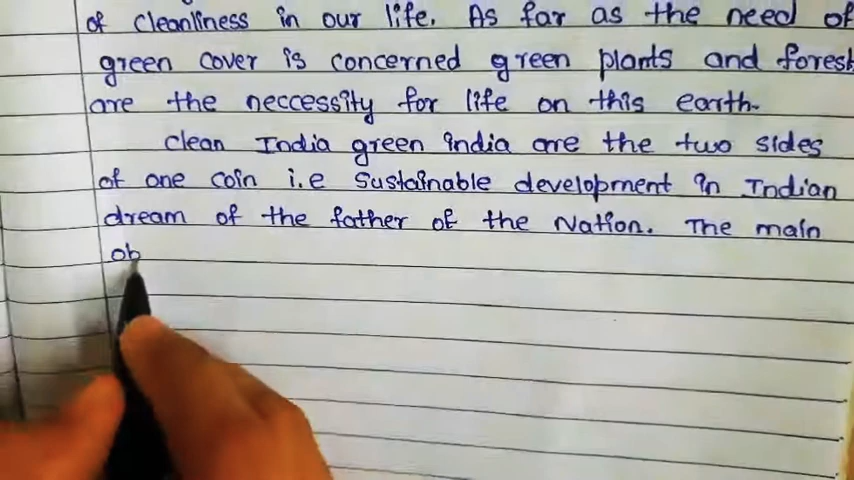 of cleanliness in our life. As far as the need of
green cover is concerned green plants and forest
are the neccessity for life on this earth.
clean India green india are the two sides
of one coin i.e sustainable development in Indian
dream of the father of the Nation. The main
ob